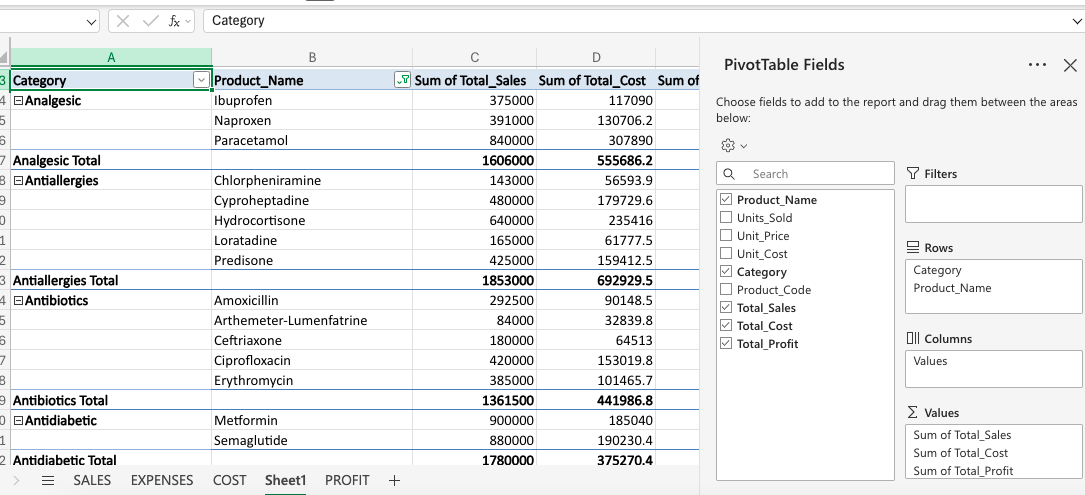 fx Category
A B C D
3 Category Product_Name Sum of Total_Sales Sum of Total_Cost Sum of
4 Analgesic Ibuprofen 375000 117090
5 Naproxen 391000 130706.2
6 Paracetamol 840000 307890
7 Analgesic Total 1606000 555686.2
8 Antiallergies Chlorpheniramine 143000 56593.9
9 Cyproheptadine 480000 179729.6
0 Hydrocortisone 640000 235416
1 Loratadine 165000 61777.5
2 Predisone 425000 159412.5
3 Antiallergies Total 1853000 692929.5
4 Antibiotics Amoxicillin 292500 90148.5
5 Arthemeter-Lumenfatrine 84000 32839.8
6 Ceftriaxone 180000 64513
7 Ciprofloxacin 420000 153019.8
8 Erythromycin 385000 101465.7
9 Antibiotics Total 1361500 441986.8
0 Antidiabetic Metformin 900000 185040
1 Semaglutide 880000 190230.4
2 Antidiabetic Total 1780000 375270.4
SALES EXPENSES COST Sheet1 PROFIT
PivotTable Fields
Choose fields to add to the report and drag them between the areas
below:
Search
Product_Name
Units_Sold
Unit_Price
Unit_Cost
Category
Product_Code
Total_Sales
Total_Cost
Total_Profit
Filters
Rows
Category
Product_Name
Columns
Values
Σ Values
Sum of Total_Sales
Sum of Total_Cost
Sum of Total_Profit